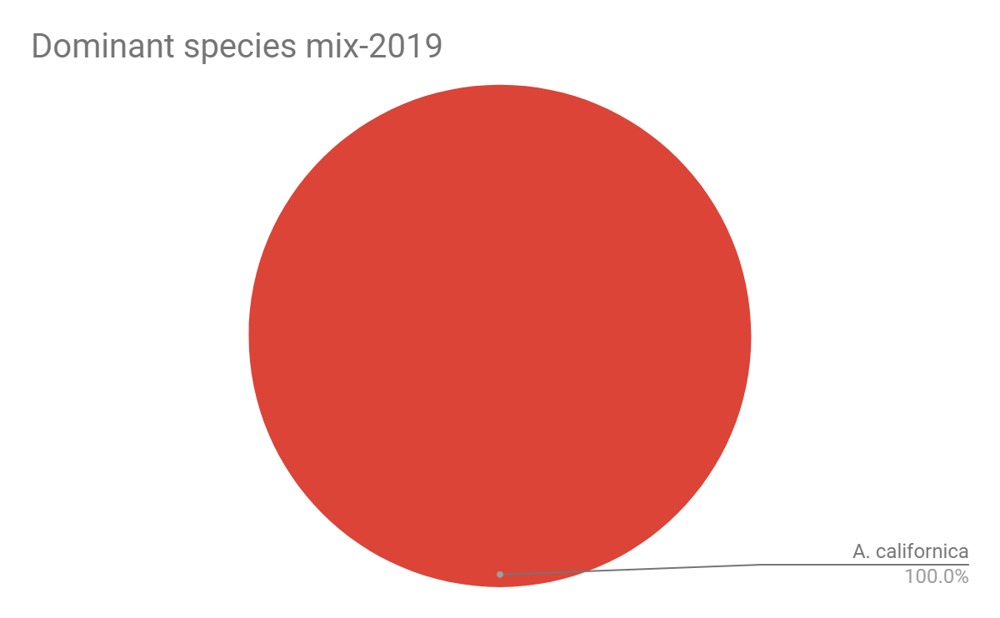 Dominant species mix-2019
A. californica
100.0%